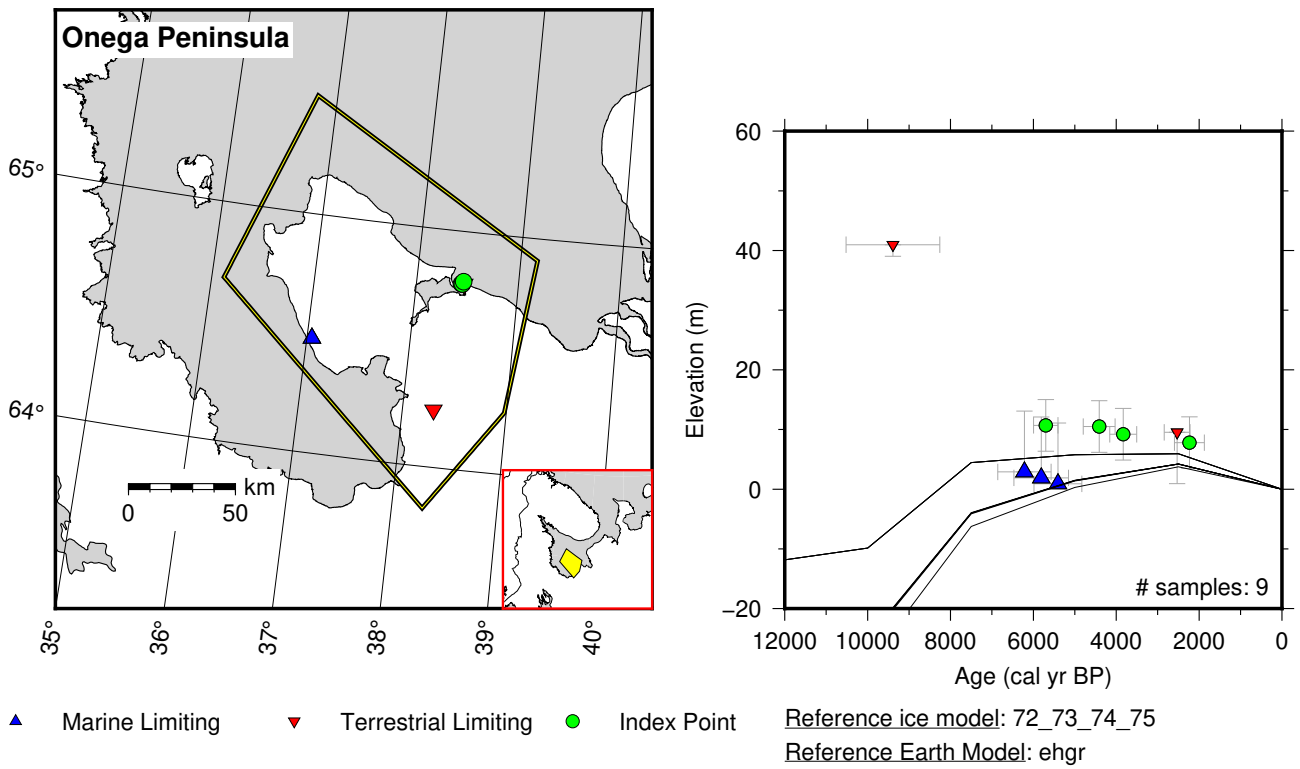 Onega Peninsula
65°
64°
km
0 50
35° 36° 37° 38° 39° 40°
60
40
20
0
−20
Elevation (m)
# samples: 9
12000 10000 8000 6000 4000 2000 0
Age (cal yr BP)
Marine Limiting Terrestrial Limiting Index Point
Reference ice model: 72_73_74_75
Reference Earth Model: ehgr